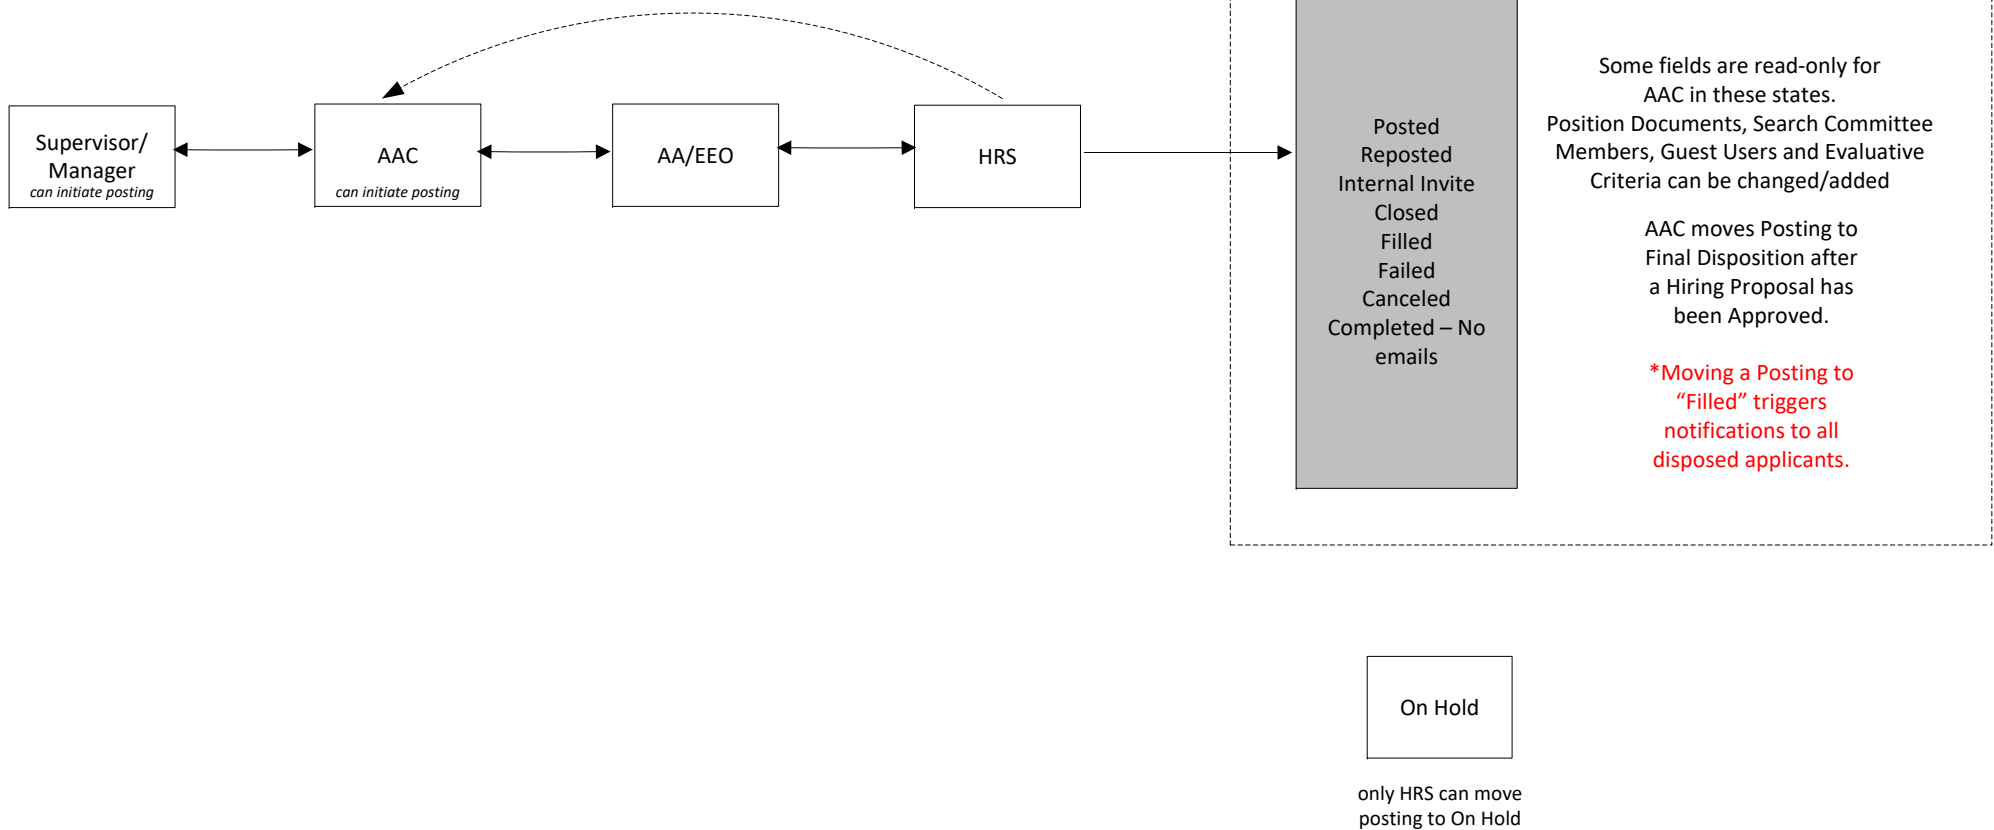 Supervisor/
Manager
can initiate posting
AAC
can initiate posting
AA/EEO
HRS
Posted
Reposted
Internal Invite
Closed
Filled
Failed
Canceled
Completed – No
emails
Some fields are read-only for
AAC in these states.
Position Documents, Search Committee
Members, Guest Users and Evaluative
Criteria can be changed/added
AAC moves Posting to
Final Disposition after
a Hiring Proposal has
been Approved.
*Moving a Posting to
“Filled” triggers
notifications to all
disposed applicants.
On Hold
only HRS can move
posting to On Hold